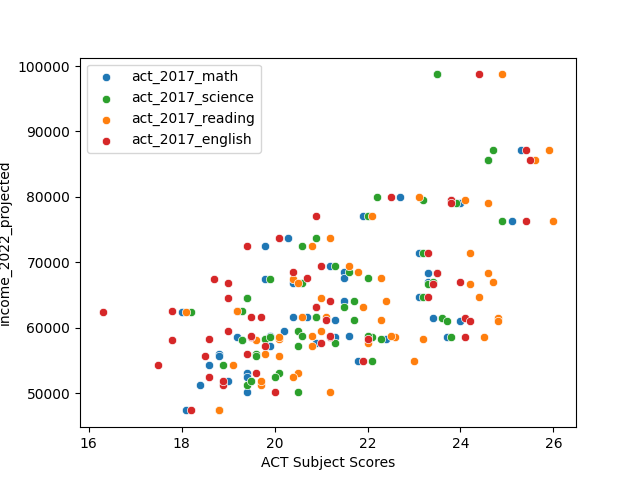 100000
90000
80000
70000
60000
50000
income_2022_projected
act_2017_math
act_2017_science
act_2017_reading
act_2017_english
16 18 20 22 24 26
ACT Subject Scores